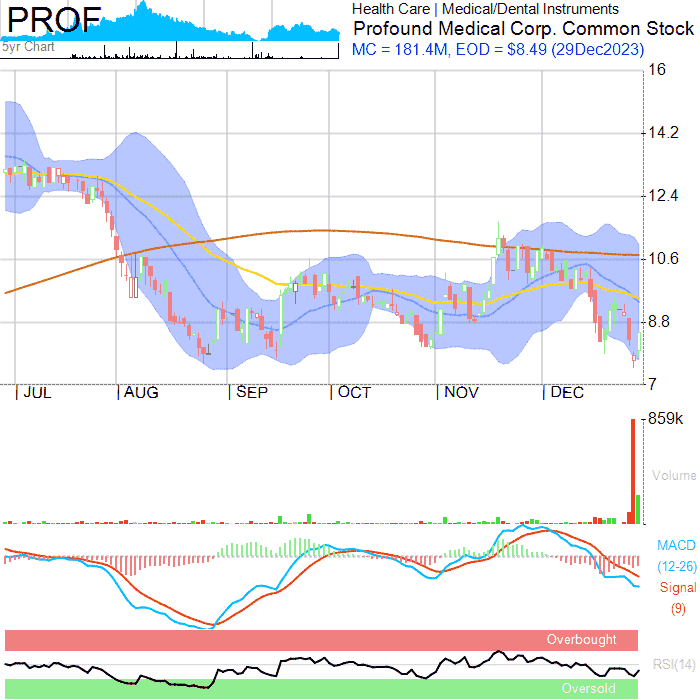 PROF
Health Care | Medical/Dental Instruments
Profound Medical Corp. Common Stock
5yr Chart
MC = 181.4M, EOD = $8.49 (29Dec2023)
16
14.2
12.4
10.6
8.8
7
JUL AUG SEP OCT NOV DEC
859k
Volume
MACD
(12-26)
Signal
(9)
Overbought
RSI(14)
Oversold